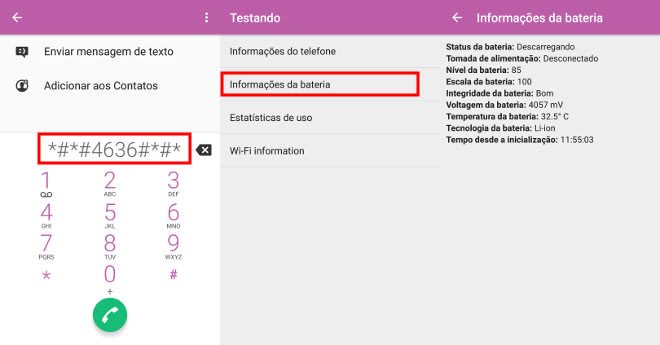 Enviar mensagem de texto
Adicionar aos Contatos
*#*#4636#*#*
1 2 3
ABC DEF
4 5 6
GHI JKL MNO
7 8 9
PQRS TUV WXYZ
* 0 #
+
Testando
Informações do telefone
Informações da bateria
Estatísticas de uso
Wi-Fi information
Informações da bateria
Status da bateria: Descarregando
Tomada de alimentação: Desconectado
Nível da bateria: 85
Escala da bateria: 100
Integridade da bateria: Bom
Voltagem da bateria: 4057 mV
Temperatura da bateria: 32.5° C
Tecnologia da bateria: Li-ion
Tempo desde a inicialização: 11:55:03